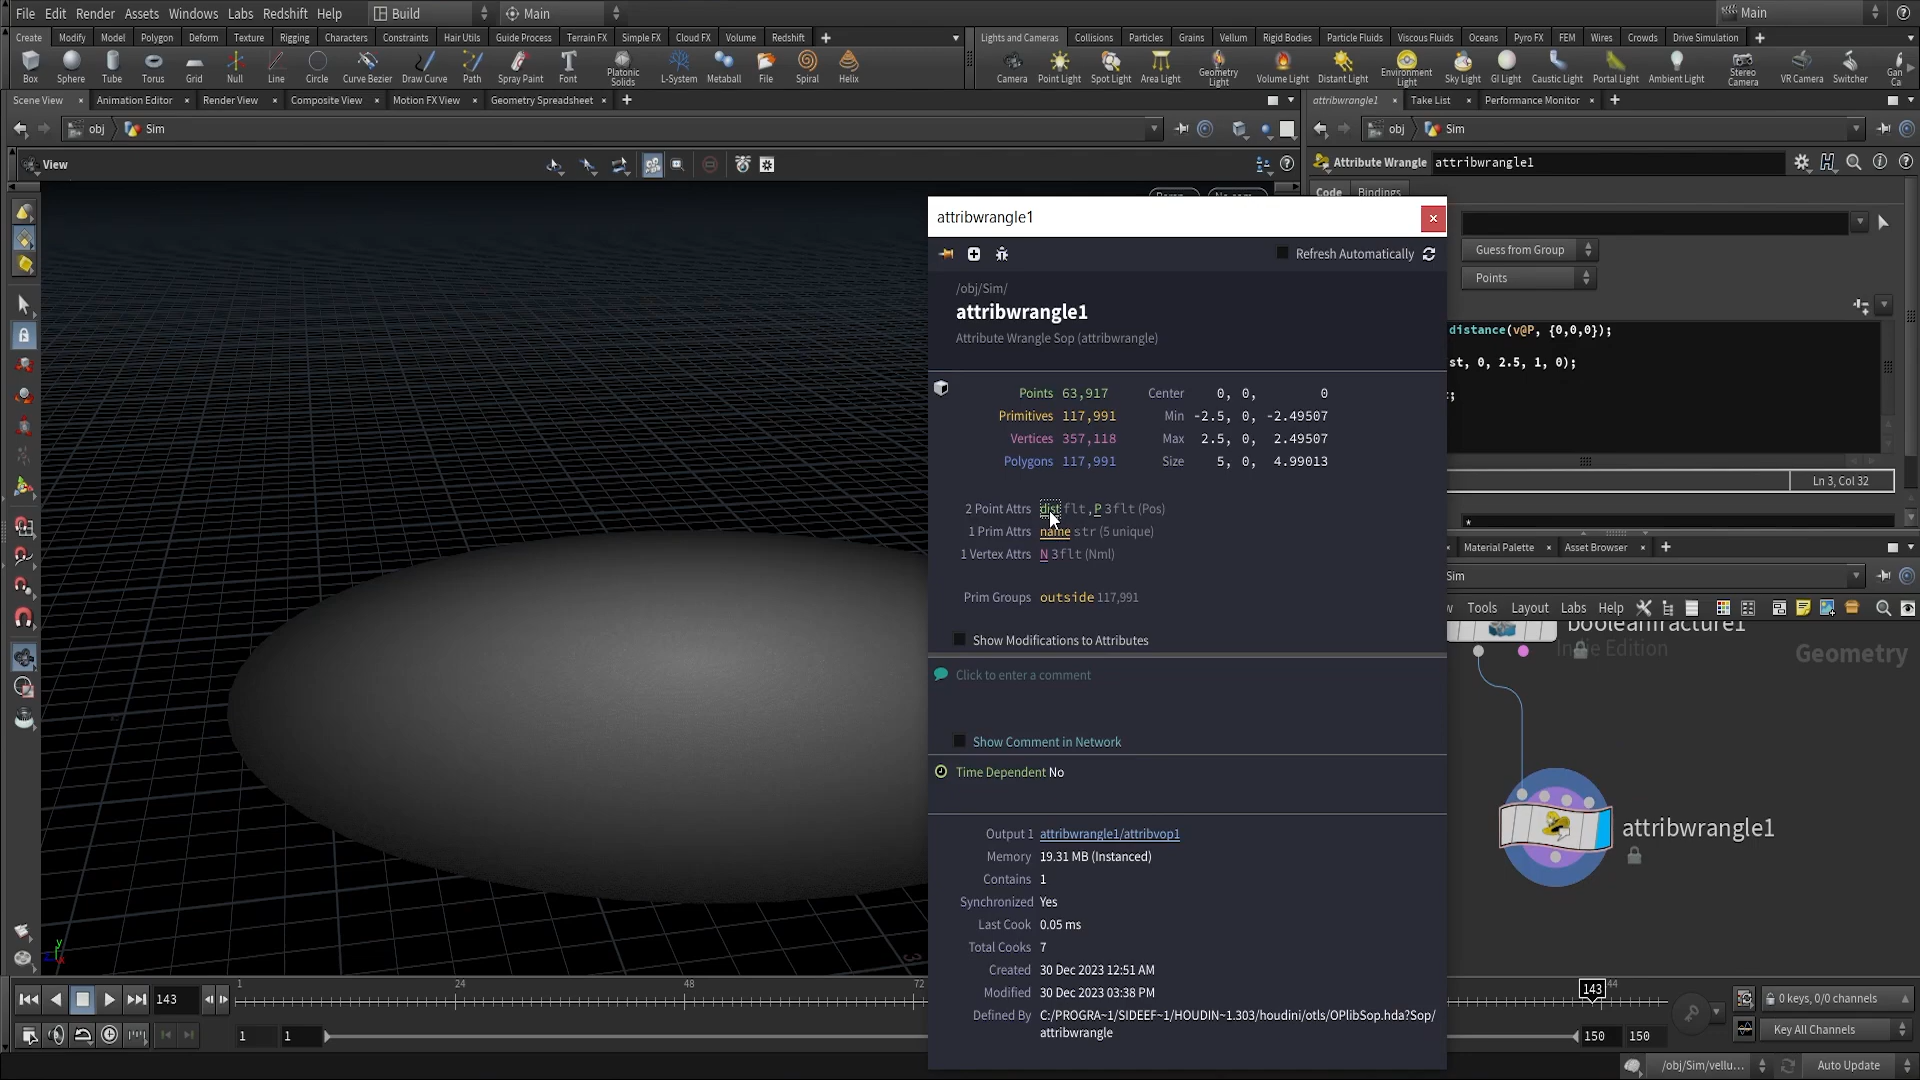 File Edit Render Assets Windows Labs Redshift Help Build Main Main
Create Modify Model Polygon Deform Texture Rigging Characters Constraints Hair Utils Guide Process Terrain FX Simple FX Cloud FX Volume Redshift
Lights and Cameras Collisions Particles Grains Vellum Rigid Bodies Particle Fluids Viscous Fluids Oceans Pyro FX FEM Wires Crowds Drive Simulation
Box Sphere Tube Torus Grid Null Line Circle Curve Bezier Draw Curve Path Spray Paint Font Platonic Solids L-System Metaball File Spiral Helix
Camera Point Light Spot Light Area Light Geometry Light Volume Light Distant Light Environment Light Sky Light GI Light Caustic Light Portal Light Ambient Light Stereo Camera VR Camera Switcher Gan Ca
Scene View Animation Editor Render View Composite View Motion FX View Geometry Spreadsheet
attribwrangle1 Take List Performance Monitor
obj Sim
obj Sim
View
Attribute Wrangle attribwrangle1
Code Bindings
attribwrangle1
Refresh Automatically
Guess from Group
Points
/obj/Sim/
attribwrangle1
Attribute Wrangle Sop (attribwrangle)
distance(v@P, {0,0,0});
st, 0, 2.5, 1, 0);
;
Ln 3, Col 32
*
Points 63,917 Center 0, 0, 0
Primitives 117,991 Min -2.5, 0, -2.49507
Vertices 357,118 Max 2.5, 0, 2.49507
Polygons 117,991 Size 5, 0, 4.99013
2 Point Attrs dist flt, P 3flt (Pos)
1 Prim Attrs name str (5 unique)
1 Vertex Attrs N 3flt (Nml)
Prim Groups outside 117,991
Show Modifications to Attributes
Click to enter a comment
Show Comment in Network
Time Dependent No
Output 1 attribwrangle1/attribvop1
Memory 19.31 MB (Instanced)
Contains 1
Synchronized Yes
Last Cook 0.05 ms
Total Cooks 7
Created 30 Dec 2023 12:51 AM
Modified 30 Dec 2023 03:38 PM
Defined By C:/PROGRA~1/SIDEEF~1/HOUDIN~1.303/houdini/otls/OPlibSop.hda?Sop/
attribwrangle
Material Palette Asset Browser
Sim
w Tools Layout Labs Help
booleanfracture1
Indie Edition
Geometry
attribwrangle1
y
143 1 24 48 72 143 44
0 keys, 0/0 channels
1 1 150 150
Key All Channels
/obj/Sim/vellu... Auto Update